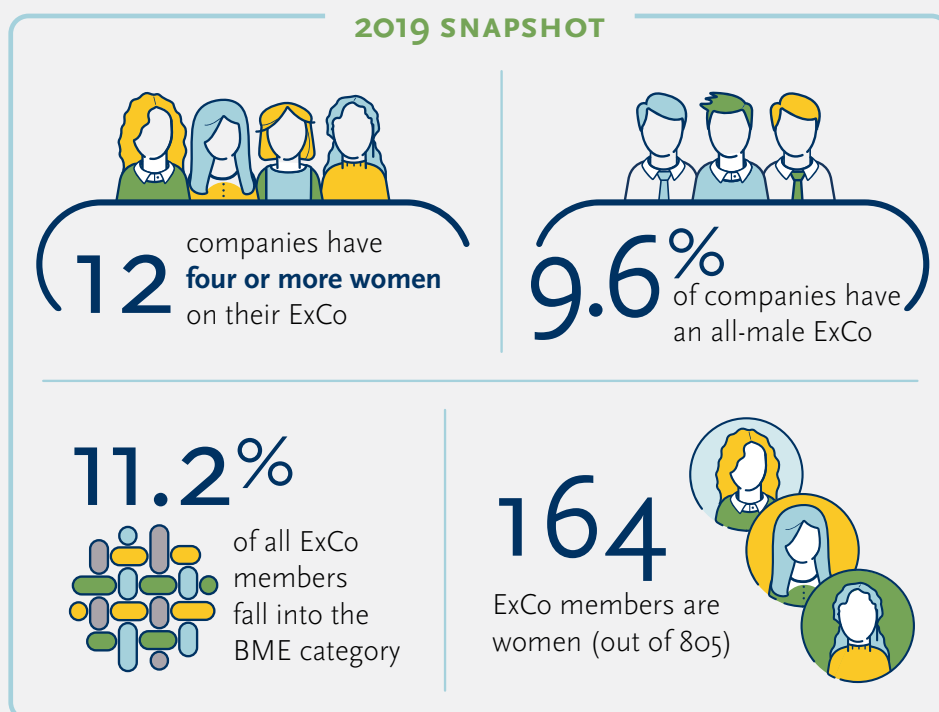 2019 SNAPSHOT
12
companies have
four or more women
on their ExCo
9.6%
of companies have
an all-male ExCo
11.2%
of all ExCo
members
fall into the
BME category
164
ExCo members are
women (out of 805)